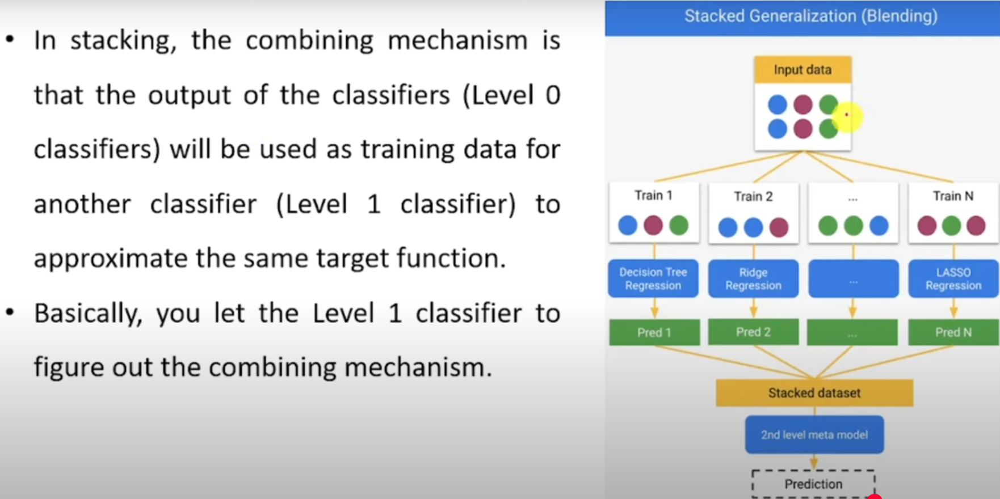 • In stacking, the combining mechanism is
that the output of the classifiers (Level 0
classifiers) will be used as training data for
another classifier (Level 1 classifier) to
approximate the same target function.
• Basically, you let the Level 1 classifier to
figure out the combining mechanism.
Stacked Generalization (Blending)
Input data
Train 1
Train 2
...
Train N
Decision Tree
Regression
Ridge
Regression
...
LASSO
Regression
Pred 1
Pred 2
...
Pred N
Stacked dataset
2nd level meta model
Prediction